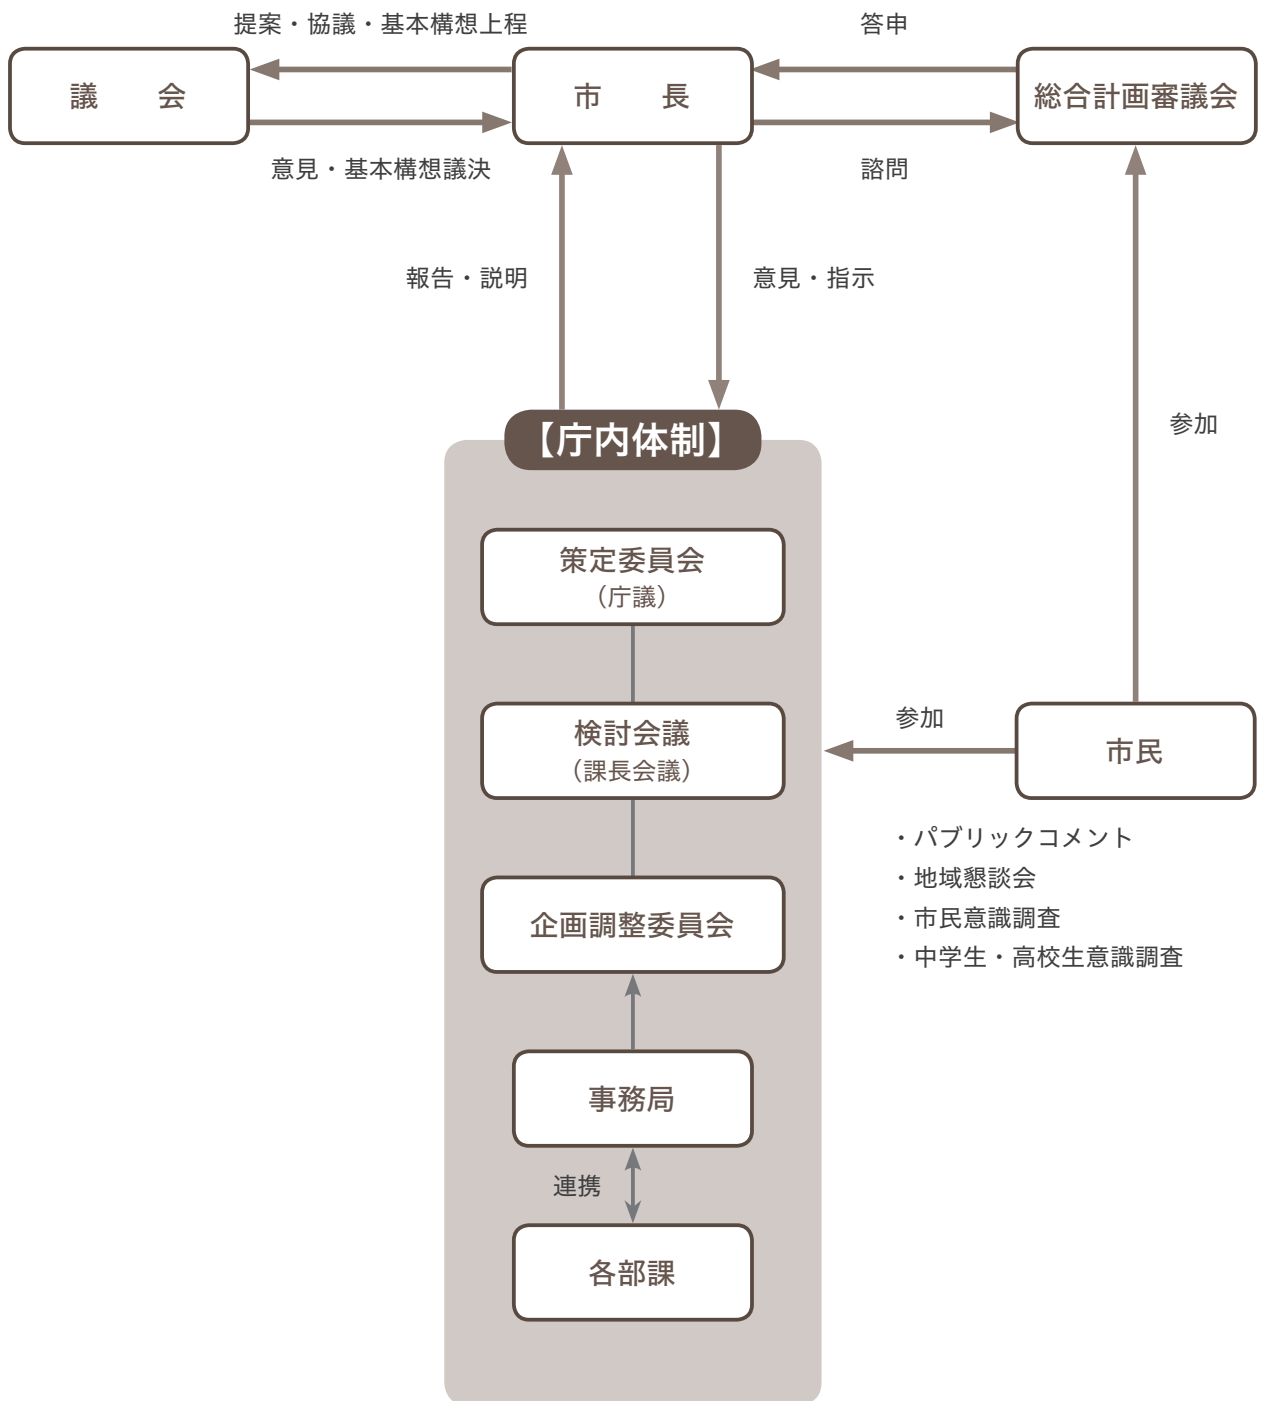 提案・協議・基本構想上程
答申
議　　会
市　　長
総合計画審議会
意見・基本構想議決
諮問
報告・説明
意見・指示
参加
【庁内体制】
策定委員会
（庁議）
参加
検討会議
（課長会議）
市民
・パブリックコメント
・地域懇談会
・市民意識調査
・中学生・高校生意識調査
企画調整委員会
事務局
連携
各部課